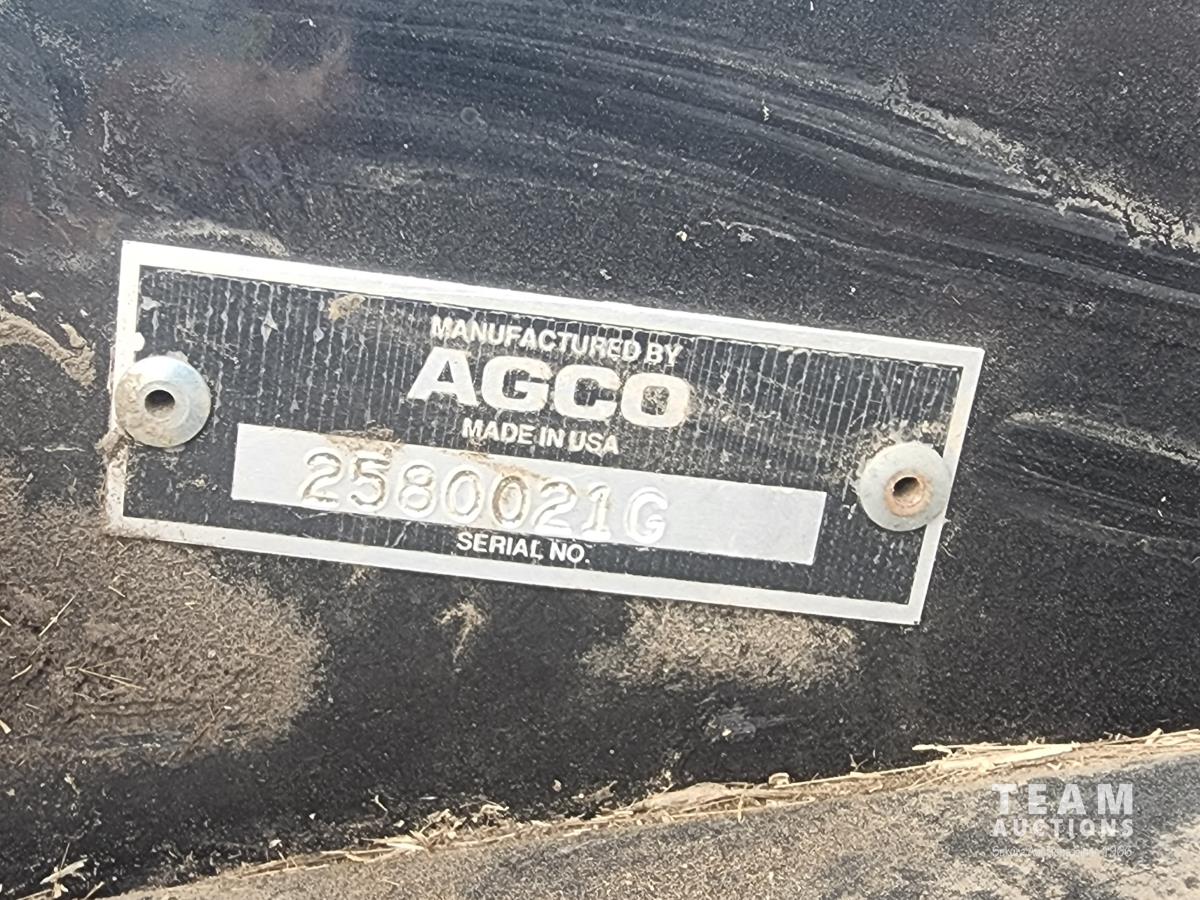 MANUFACTURED BY
AGCO
MADE IN USA
2580021G
SERIAL NO.
TEAM
AUCTIONS